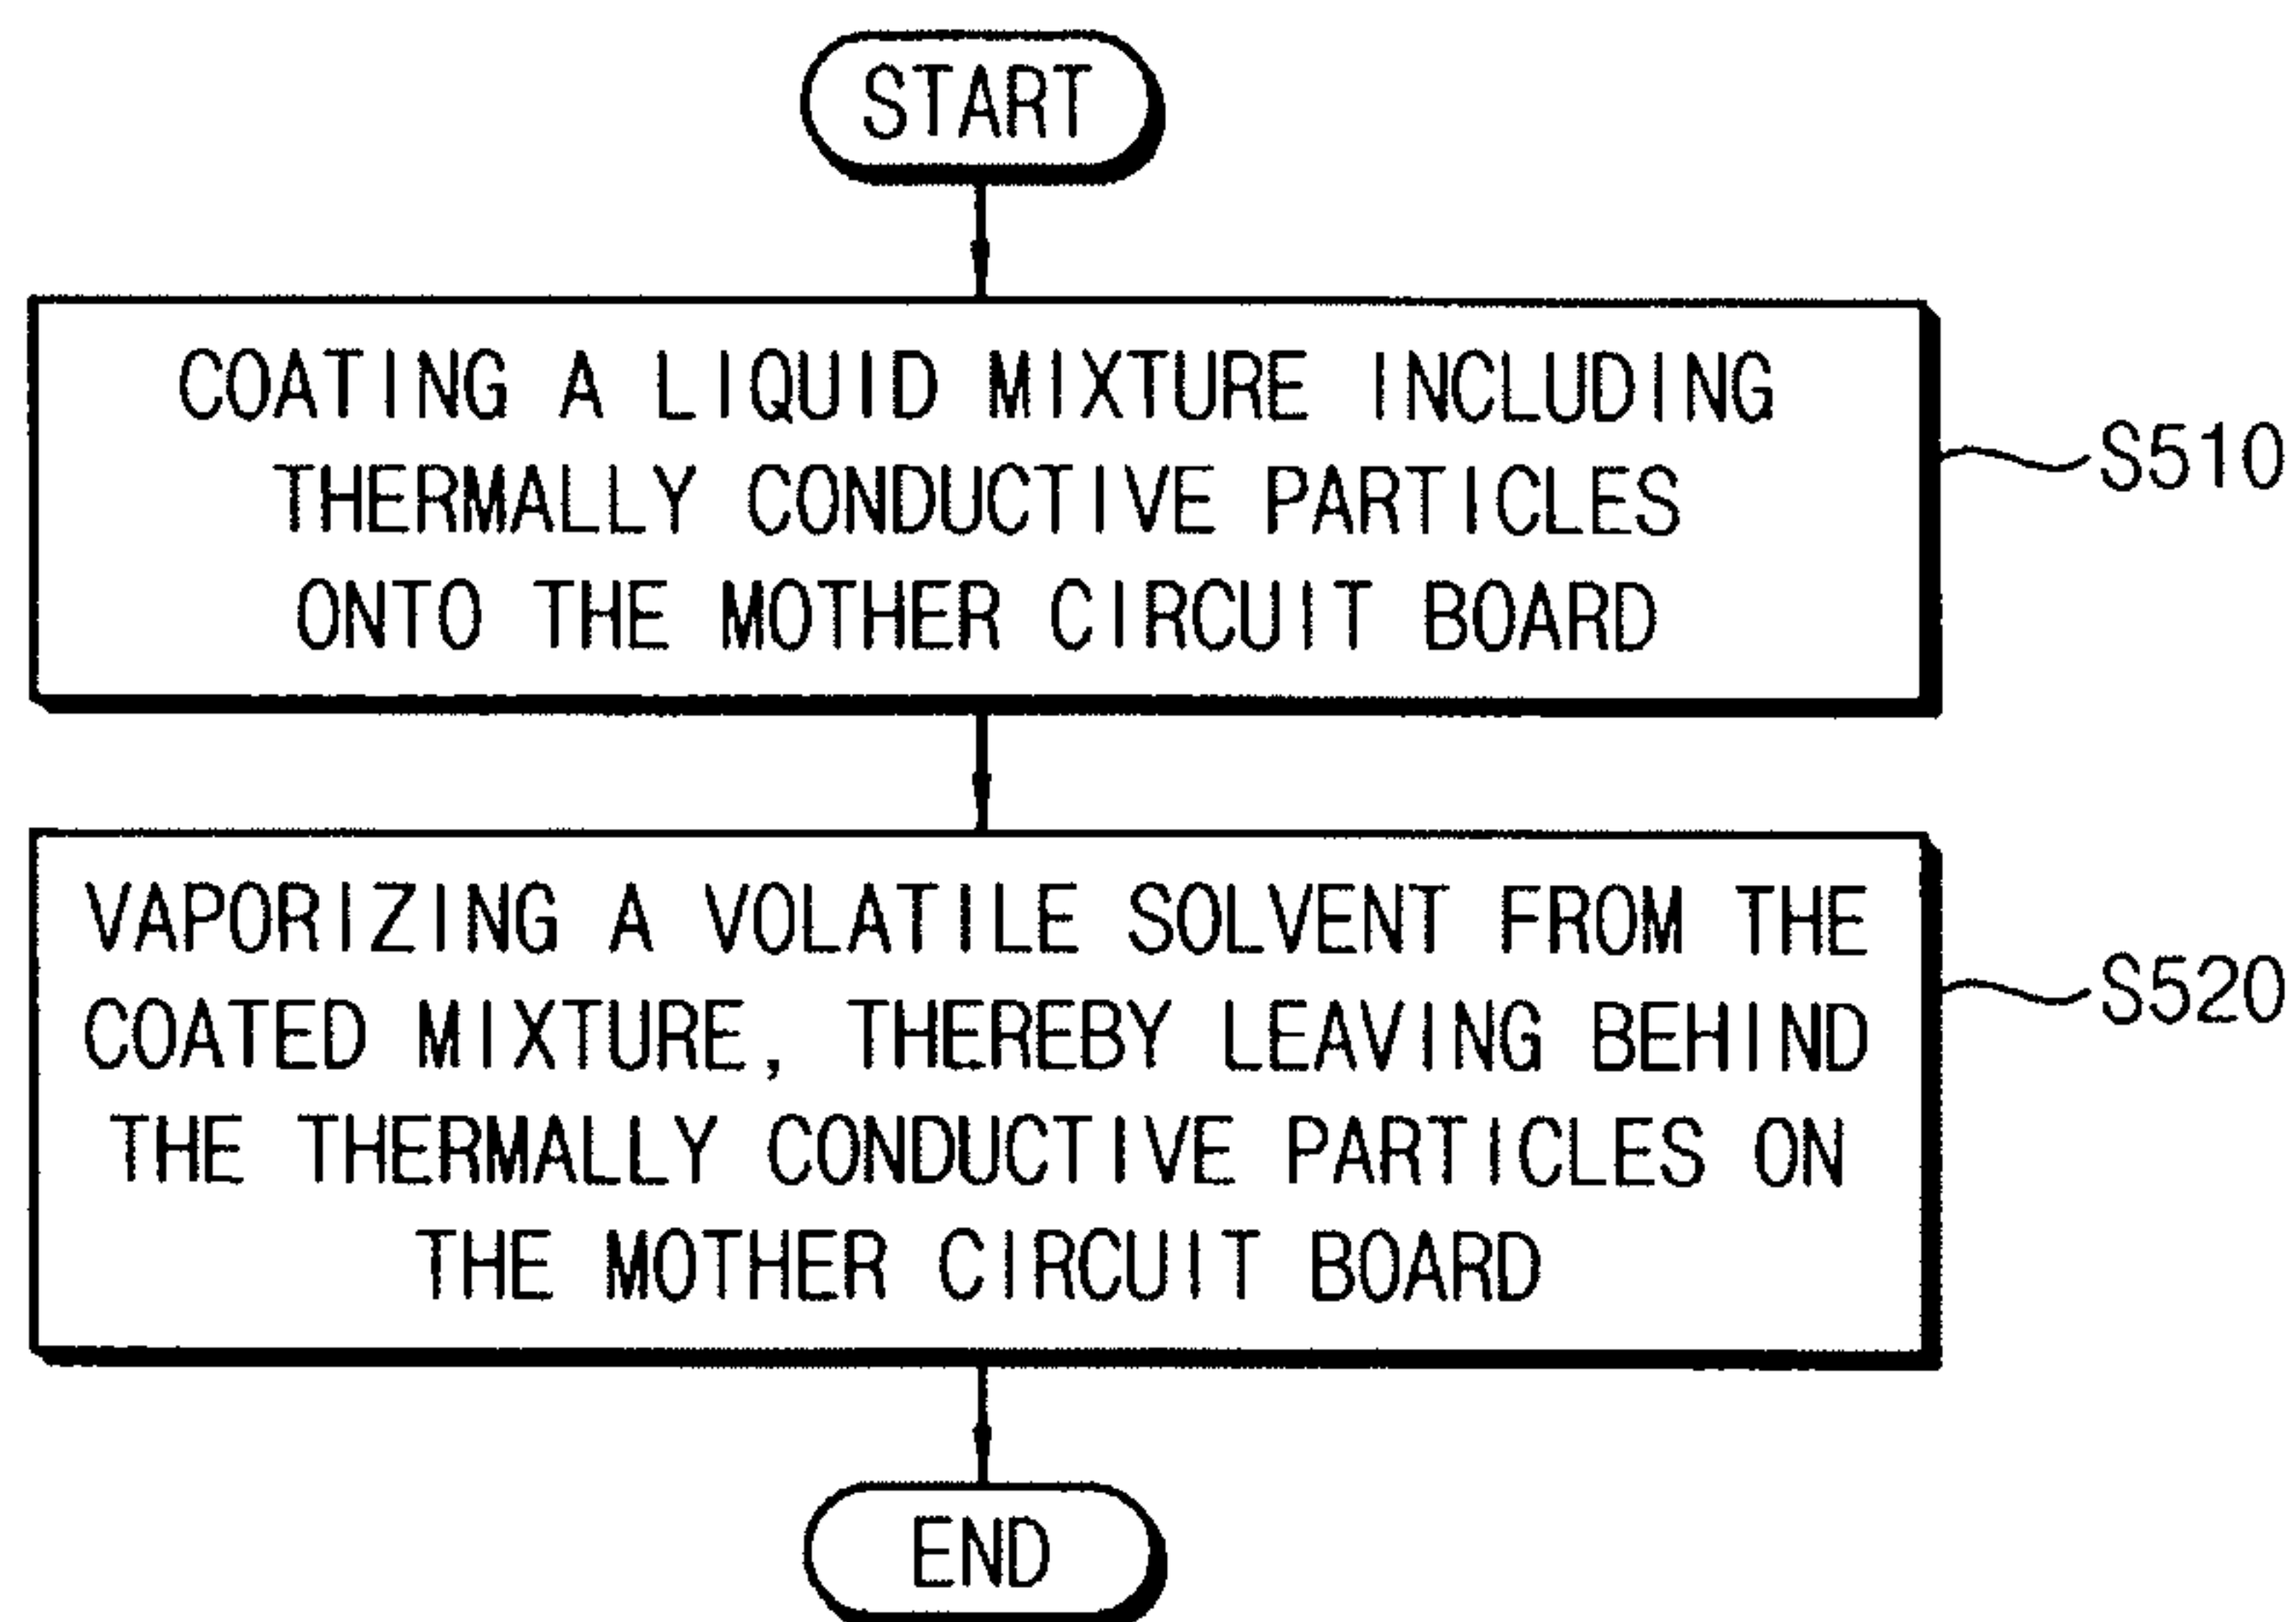 START
COATING A LIQUID MIXTURE INCLUDING
THERMALLY CONDUCTIVE PARTICLES
ONTO THE MOTHER CIRCUIT BOARD
S510
VAPORIZING A VOLATILE SOLVENT FROM THE
COATED MIXTURE, THEREBY LEAVING BEHIND
THE THERMALLY CONDUCTIVE PARTICLES ON
THE MOTHER CIRCUIT BOARD
S520
END